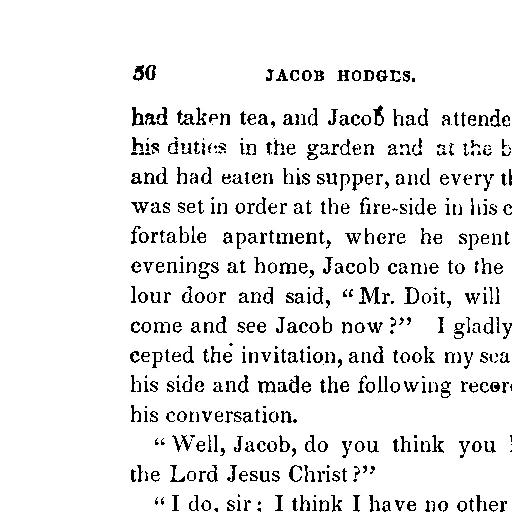 56 JACOB HODGES.
had taken tea, and Jacob had attende
his duties in the garden and at the b
and had eaten his supper, and every th
was set in order at the fire-side in his c
fortable apartment, where he spent
evenings at home, Jacob came to the
lour door and said, “Mr. Doit, will
come and see Jacob now?” I gladly
cepted the invitation, and took my sea
his side and made the following recor
his conversation.
“Well, Jacob, do you think you
the Lord Jesus Christ?”
“I do, sir; I think I have no other